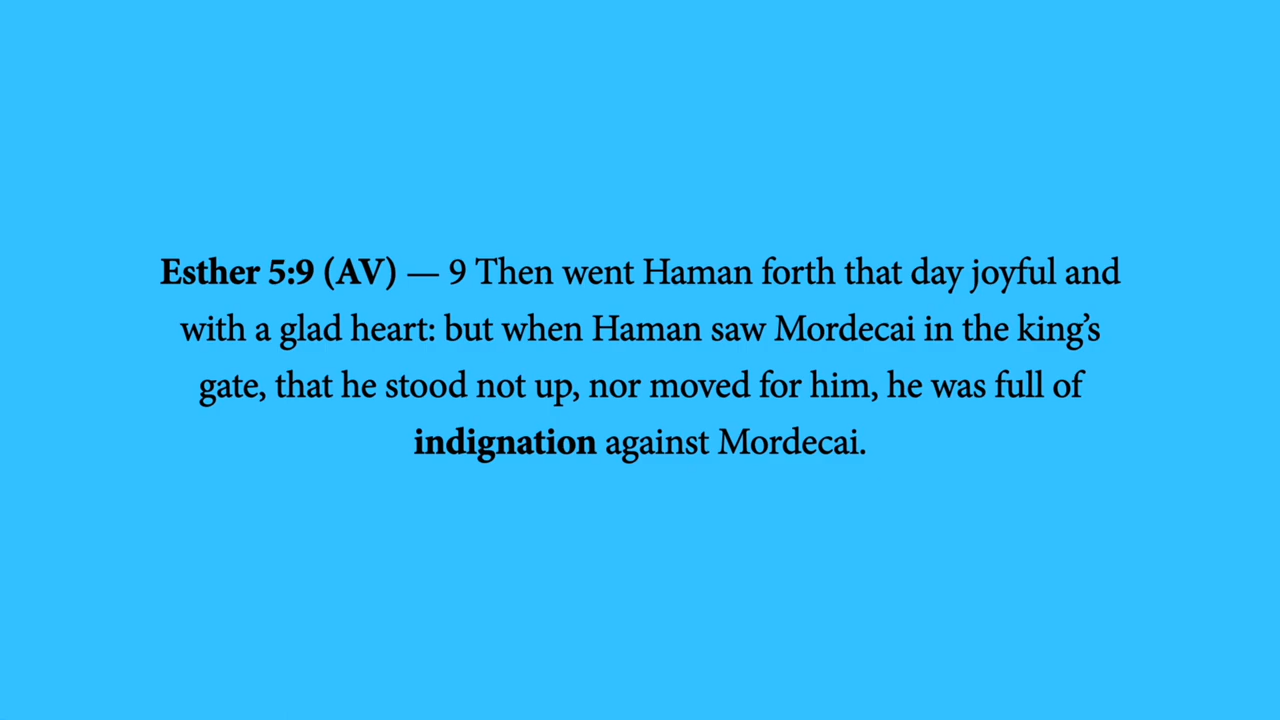 Esther 5:9 (AV) — 9 Then went Haman forth that day joyful and
with a glad heart: but when Haman saw Mordecai in the king’s
gate, that he stood not up, nor moved for him, he was full of
indignation against Mordecai.